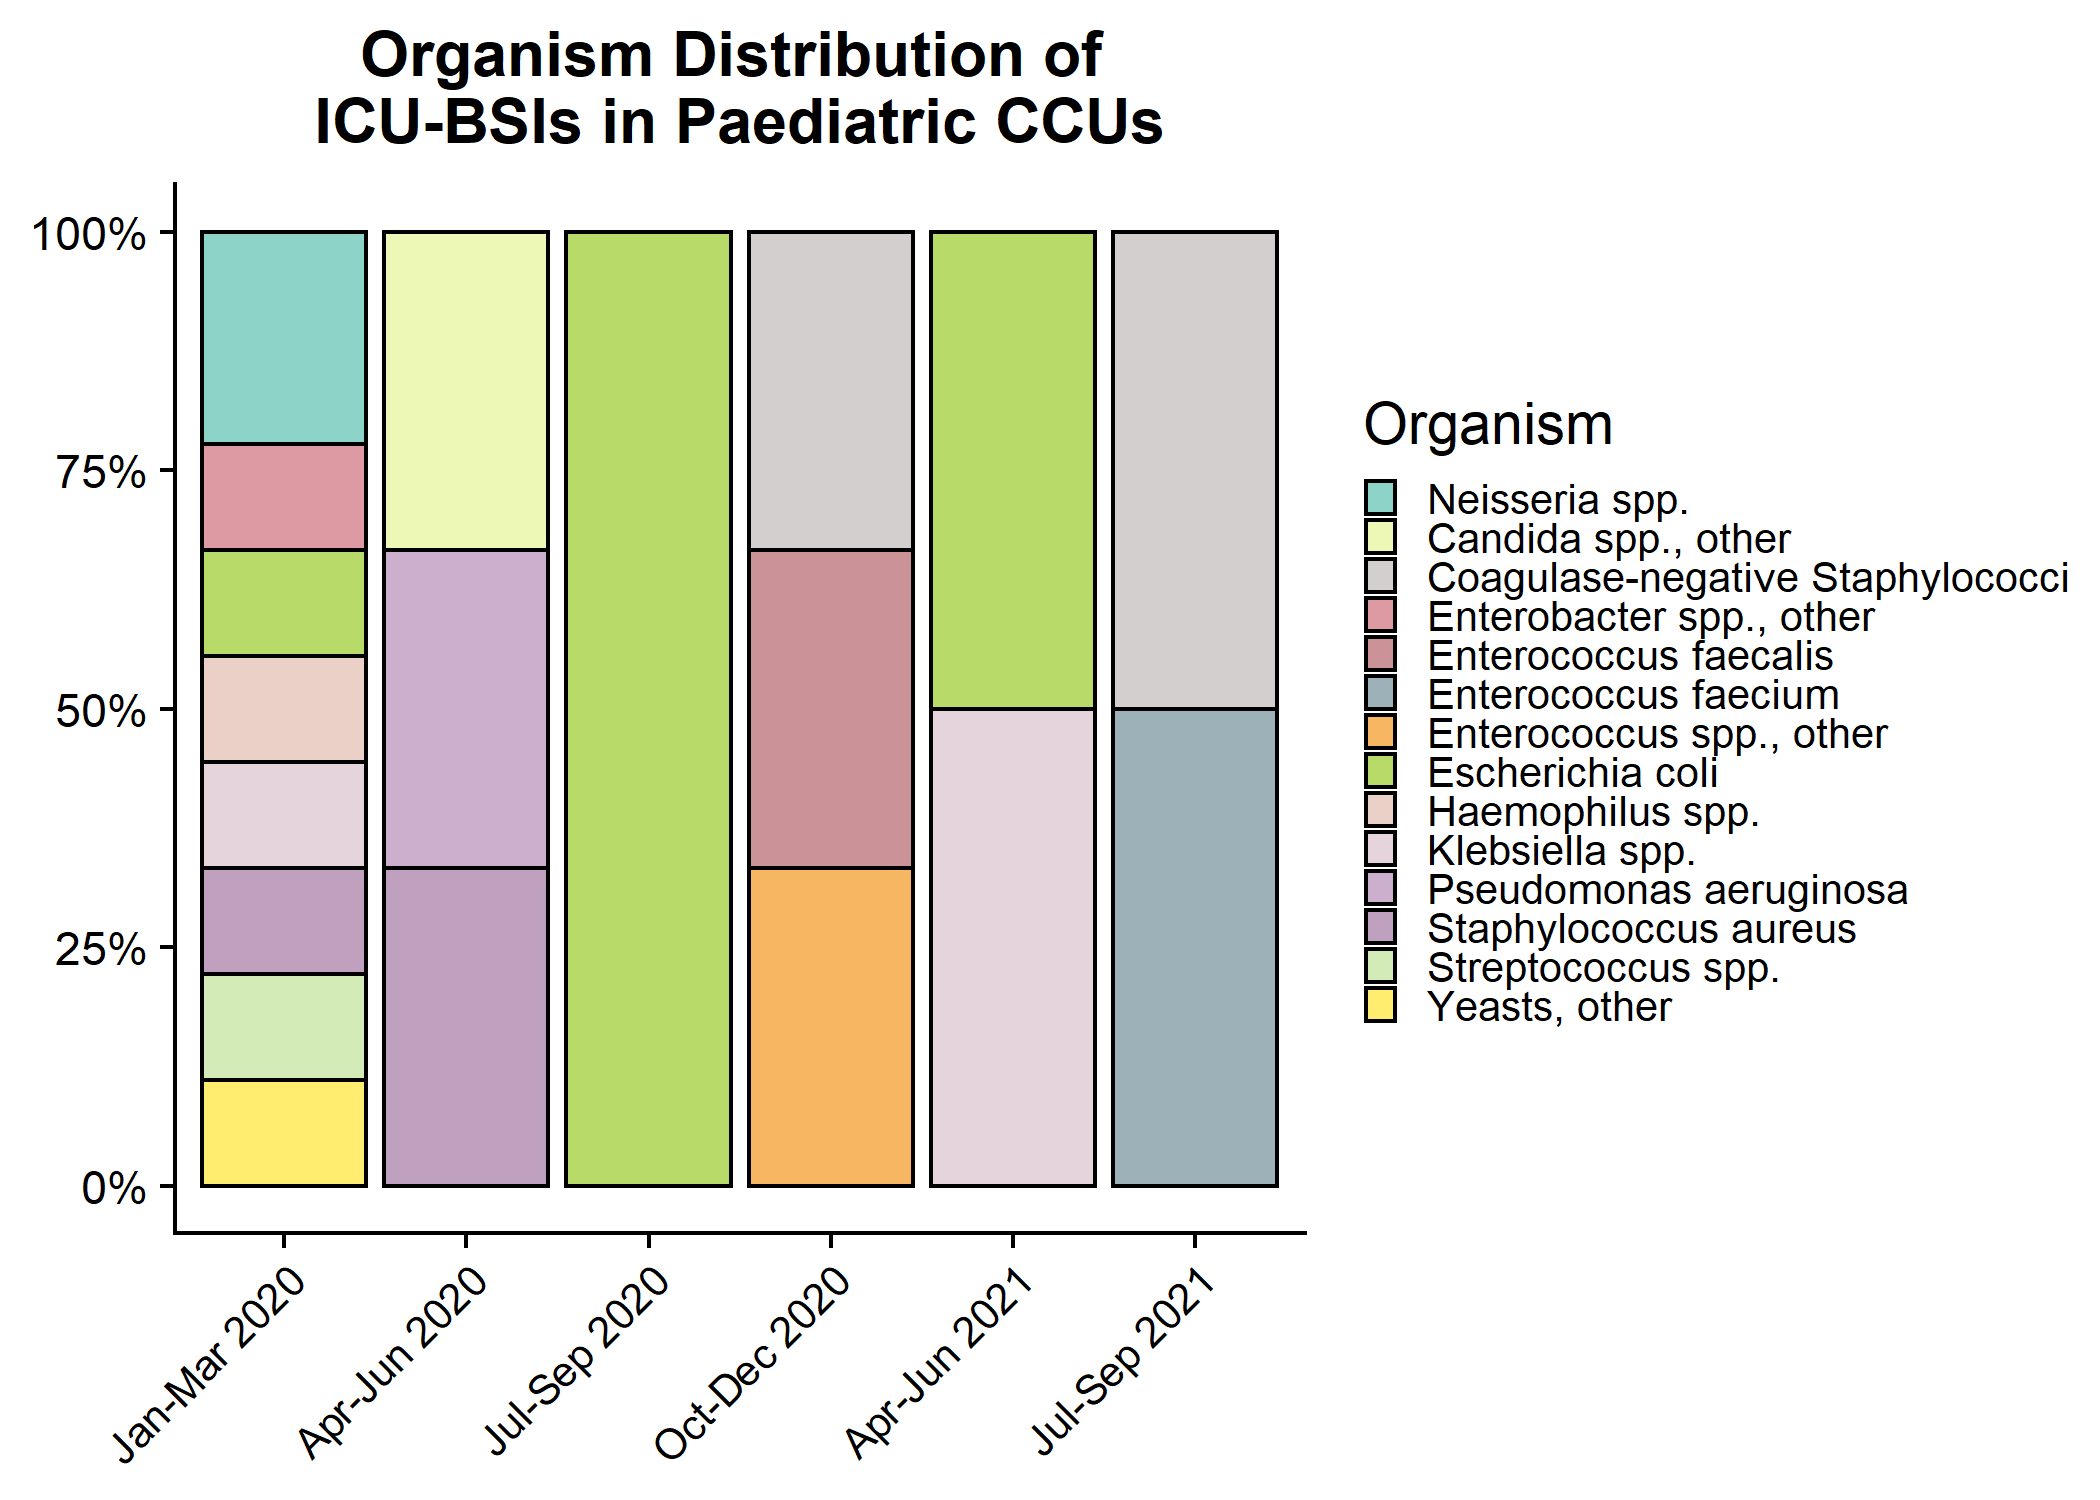 Organism Distribution of
ICU-BSIs in Paediatric CCUs
100%
75%
50%
25%
0%
Jan-Mar 2020
Apr-Jun 2020
Jul-Sep 2020
Oct-Dec 2020
Apr-Jun 2021
Jul-Sep 2021
Organism
Neisseria spp.
Candida spp., other
Coagulase-negative Staphylococci
Enterobacter spp., other
Enterococcus faecalis
Enterococcus faecium
Enterococcus spp., other
Escherichia coli
Haemophilus spp.
Klebsiella spp.
Pseudomonas aeruginosa
Staphylococcus aureus
Streptococcus spp.
Yeasts, other